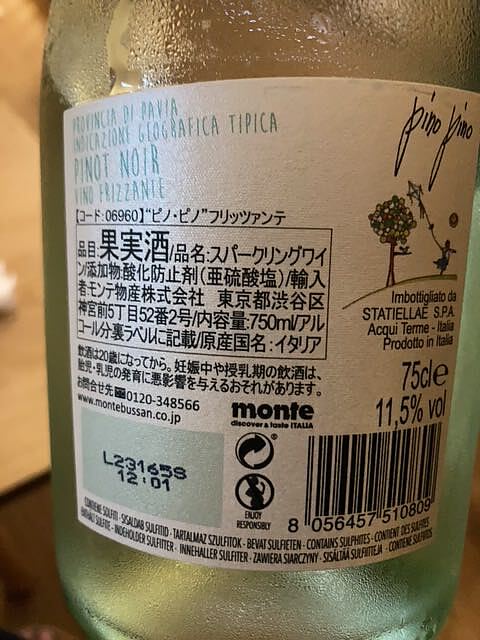 PROVINCIA DI PAVIA
INDICAZIONE GEOGRAFICA TIPICA
PINOT NOIR
VINO FRIZZANTE
pino pino
【コード:06960】“ピノ・ピノ”フリッツァンテ
品目:果実酒/品名:スパークリングワイ
ン/添加物:酸化防止剤(亜硫酸塩)/輸入
者:モンテ物産株式会社 東京都渋谷区
神宮前5丁目52番2号/内容量:750ml/アル
コール分裏ラベルに記載/原産国名:イタリア
飲酒は20歳になってから。妊娠中や授乳期の飲酒は、
胎児・乳児の発育に悪影響を与えるおそれがあります。
お問合せ先 0120-348566
www.montebussan.co.jp
monte
discover & taste ITALIA
Imbottigliato da
STATIELLAE S.P.A.
Acqui Terme - Italia
Prodotto in Italia
75cl e
11,5% vol
L23165S
12:01
ENJOY
RESPONSIBLY
8 056457 510809
CONTIENE SOLFITI - SISALDAB SULFITID - TARTALMAZ SZULFITOK - BEVAT SULFIETEN - CONTAINS SULPHITES - CONTIENT DES SULFITES
ENTHÄLT SULFITE - INDEHOLDER SULFITTER - INNEHALLER SULFITER - ZAWIERA SIARCZYNY - SISÄLTÄÄ SULFIITTEJA - CONTÉM SULFITOS